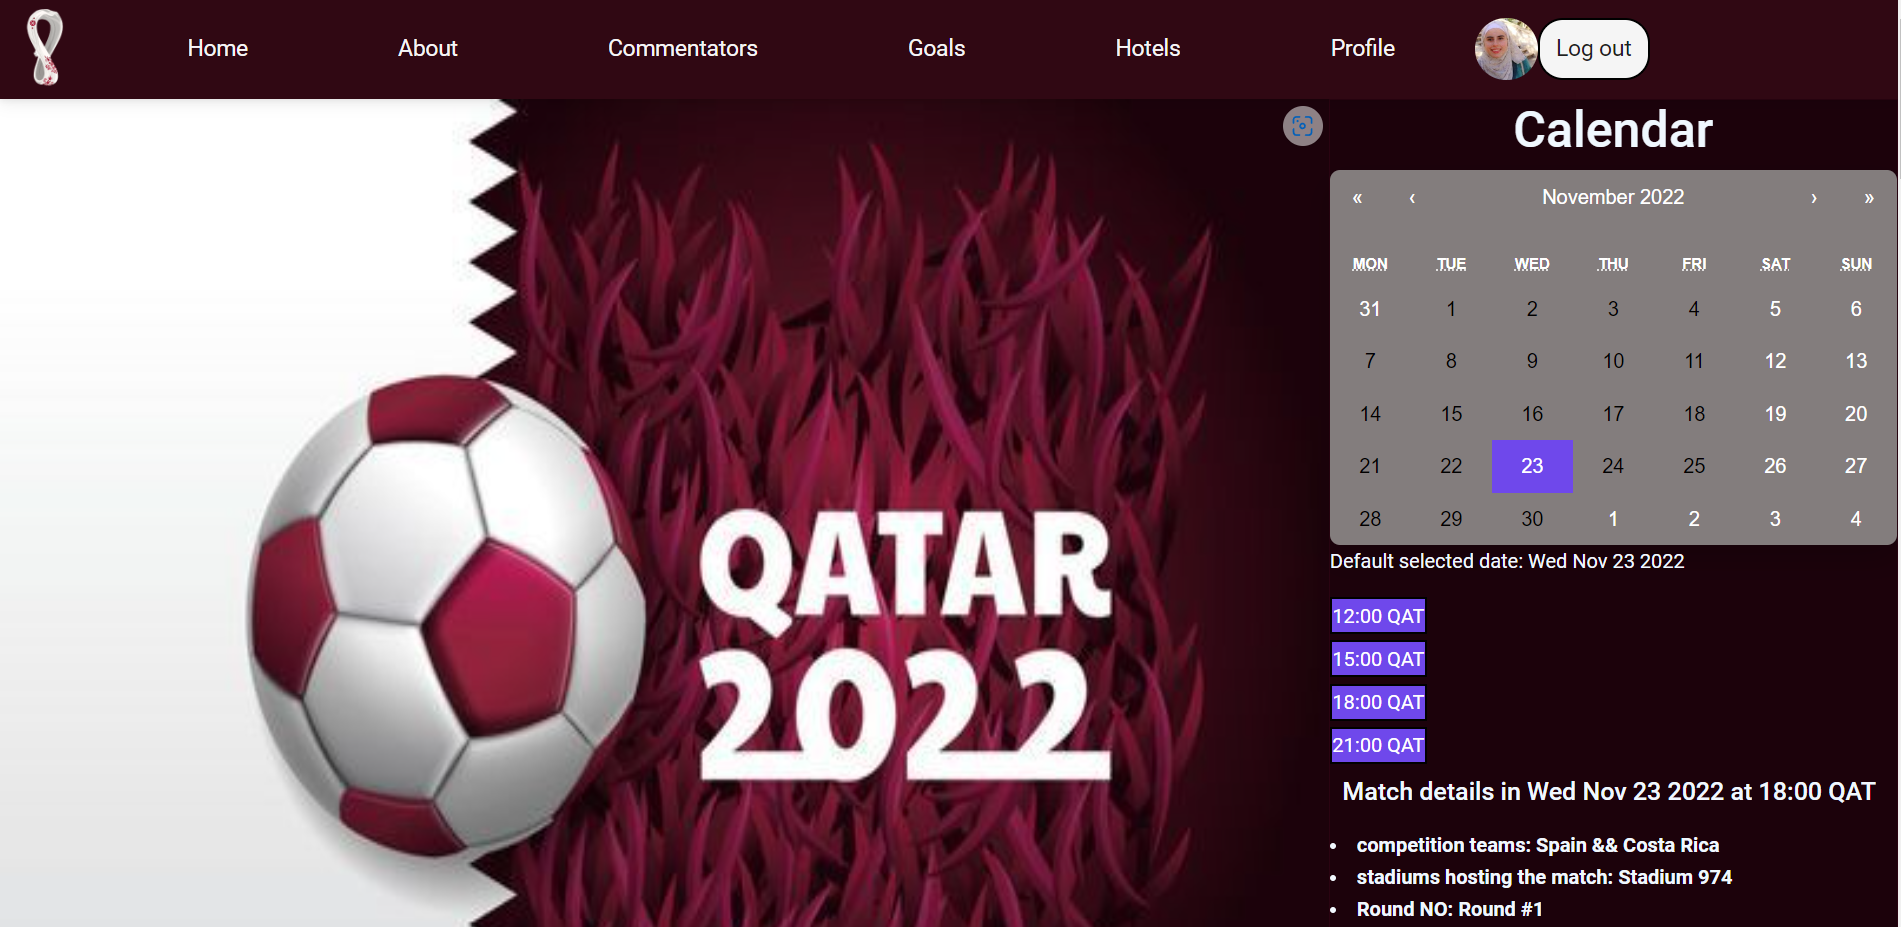 Home About Commentators Goals Hotels Profile Log out
QATAR
2022
Calendar
« ‹ November 2022 › »
MON TUE WED THU FRI SAT SUN
31 1 2 3 4 5 6
7 8 9 10 11 12 13
14 15 16 17 18 19 20
21 22 23 24 25 26 27
28 29 30 1 2 3 4
Default selected date: Wed Nov 23 2022
12:00 QAT
15:00 QAT
18:00 QAT
21:00 QAT
Match details in Wed Nov 23 2022 at 18:00 QAT
• competition teams: Spain && Costa Rica
• stadiums hosting the match: Stadium 974
• Round NO: Round #1